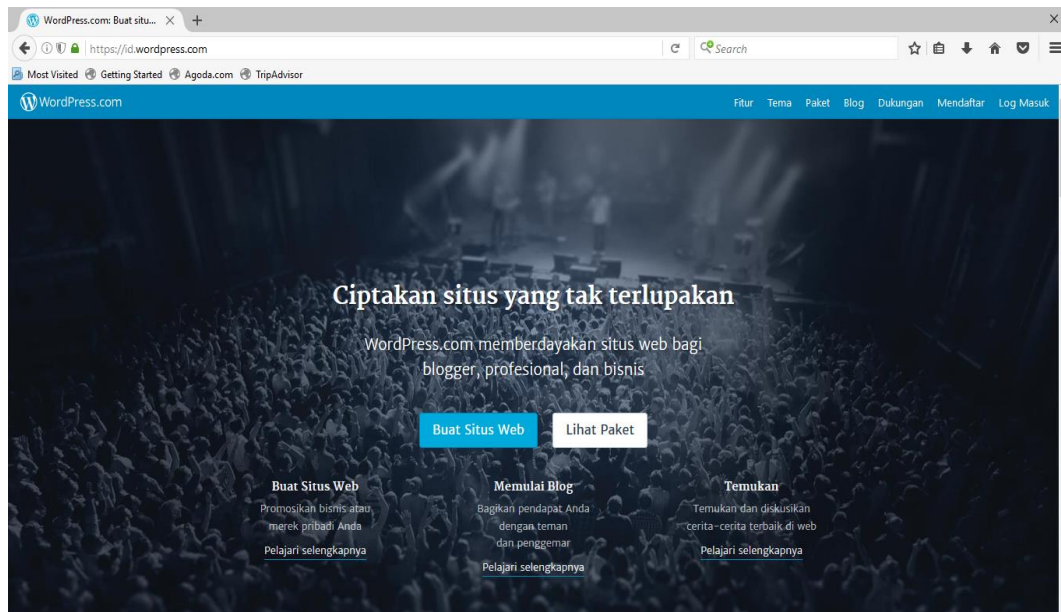 WordPress.com: Buat situ...
https://id.wordpress.com
Search
Most Visited Getting Started Agoda.com TripAdvisor
WordPress.com Fitur Tema Paket Blog Dukungan Mendaftar Log Masuk
Ciptakan situs yang tak terlupakan
WordPress.com memberdayakan situs web bagi
blogger, profesional, dan bisnis
Buat Situs Web Lihat Paket
Buat Situs Web
Promosikan bisnis atau
merek pribadi Anda
Pelajari selengkapnya
Memulai Blog
Bagikan pendapat Anda
dengan teman
dan penggemar
Pelajari selengkapnya
Temukan
Temukan dan diskusikan
cerita-cerita terbaik di web
Pelajari selengkapnya